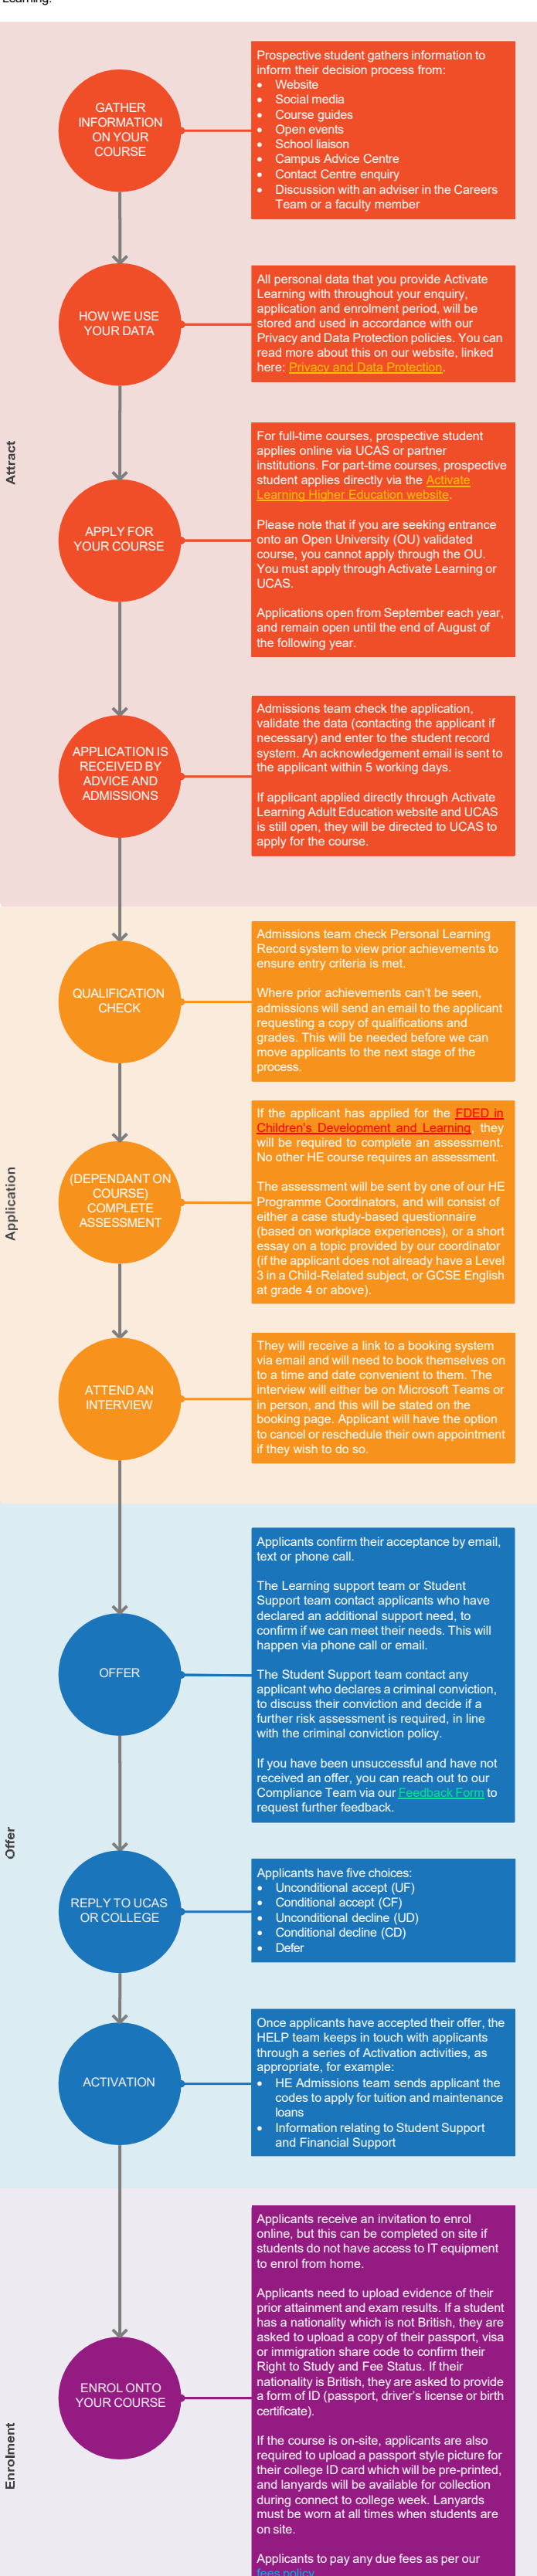 Learning.
GATHER
INFORMATION
ON YOUR
COURSE
Prospective student gathers information to
inform their decision process from:
• Website
• Social media
• Course guides
• Open events
• School liaison
• Campus Advice Centre
• Contact Centre enquiry
• Discussion with an adviser in the Careers
Team or a faculty member
HOW WE USE
YOUR DATA
All personal data that you provide Activate
Learning with throughout your enquiry,
application and enrolment period, will be
stored and used in accordance with our
Privacy and Data Protection policies. You can
read more about this on our website, linked
here: Privacy and Data Protection.
Attract
APPLY FOR
YOUR COURSE
For full-time courses, prospective student
applies online via UCAS or partner
institutions. For part-time courses, prospective
student applies directly via the Activate
Learning Higher Education website.
Please note that if you are seeking entrance
onto an Open University (OU) validated
course, you cannot apply through the OU.
You must apply through Activate Learning or
UCAS.
Applications open from September each year,
and remain open until the end of August of
the following year.
APPLICATION IS
RECEIVED BY
ADVICE AND
ADMISSIONS
Admissions team check the application,
validate the data (contacting the applicant if
necessary) and enter to the student record
system. An acknowledgement email is sent to
the applicant within 5 working days.
If applicant applied directly through Activate
Learning Adult Education website and UCAS
is still open, they will be directed to UCAS to
apply for the course.
QUALIFICATION
CHECK
Admissions team check Personal Learning
Record system to view prior achievements to
ensure entry criteria is met.
Where prior achievements can't be seen,
admissions will send an email to the applicant
requesting a copy of qualifications and
grades. This will be needed before we can
move applicants to the next stage of the
process.
Application
(DEPENDANT ON
COURSE)
COMPLETE
ASSESSMENT
If the applicant has applied for the FDED in
Children's Development and Learning, they
will be required to complete an assessment.
No other HE course requires an assessment.
The assessment will be sent by one of our HE
Programme Coordinators, and will consist of
either a case study-based questionnaire
(based on workplace experiences), or a short
essay on a topic provided by our coordinator
(if the applicant does not already have a Level
3 in a Child-Related subject, or GCSE English
at grade 4 or above).
ATTEND AN
INTERVIEW
They will receive a link to a booking system
via email and will need to book themselves on
to a time and date convenient to them. The
interview will either be on Microsoft Teams or
in person, and this will be stated on the
booking page. Applicant will have the option
to cancel or reschedule their own appointment
if they wish to do so.
OFFER
Applicants confirm their acceptance by email,
text or phone call.
The Learning support team or Student
Support team contact applicants who have
declared an additional support need, to
confirm if we can meet their needs. This will
happen via phone call or email.
The Student Support team contact any
applicant who declares a criminal conviction,
to discuss their conviction and decide if a
further risk assessment is required, in line
with the criminal conviction policy.
If you have been unsuccessful and have not
received an offer, you can reach out to our
Compliance Team via our Feedback Form to
request further feedback.
Offer
REPLY TO UCAS
OR COLLEGE
Applicants have five choices:
• Unconditional accept (UF)
• Conditional accept (CF)
• Unconditional decline (UD)
• Conditional decline (CD)
• Defer
ACTIVATION
Once applicants have accepted their offer, the
HELP team keeps in touch with applicants
through a series of Activation activities, as
appropriate, for example:
• HE Admissions team sends applicant the
codes to apply for tuition and maintenance
loans
• Information relating to Student Support
and Financial Support
Enrolment
ENROL ONTO
YOUR COURSE
Applicants receive an invitation to enrol
online, but this can be completed on site if
students do not have access to IT equipment
to enrol from home.
Applicants need to upload evidence of their
prior attainment and exam results. If a student
has a nationality which is not British, they are
asked to upload a copy of their passport, visa
or immigration share code to confirm their
Right to Study and Fee Status. If their
nationality is British, they are asked to provide
a form of ID (passport, driver's license or birth
certificate).
If the course is on-site, applicants are also
required to upload a passport style picture for
their college ID card which will be pre-printed,
and lanyards will be available for collection
during connect to college week. Lanyards
must be worn at all times when students are
on site.
Applicants to pay any due fees as per our
fees policy